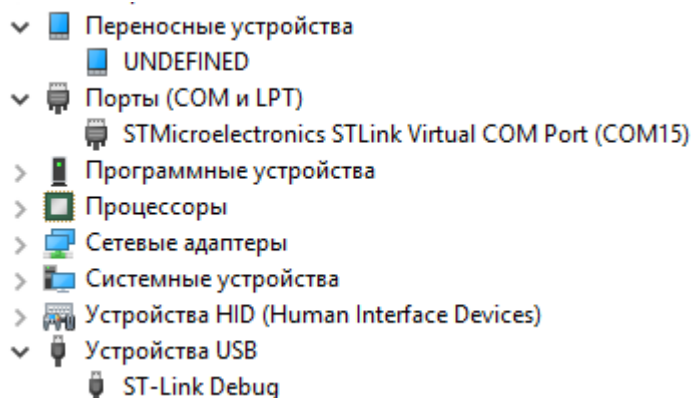 Переносные устройства
UNDEFINED
Порты (COM и LPT)
STMicroelectronics STLink Virtual COM Port (COM15)
Программные устройства
Процессоры
Сетевые адаптеры
Системные устройства
Устройства HID (Human Interface Devices)
Устройства USB
ST-Link Debug